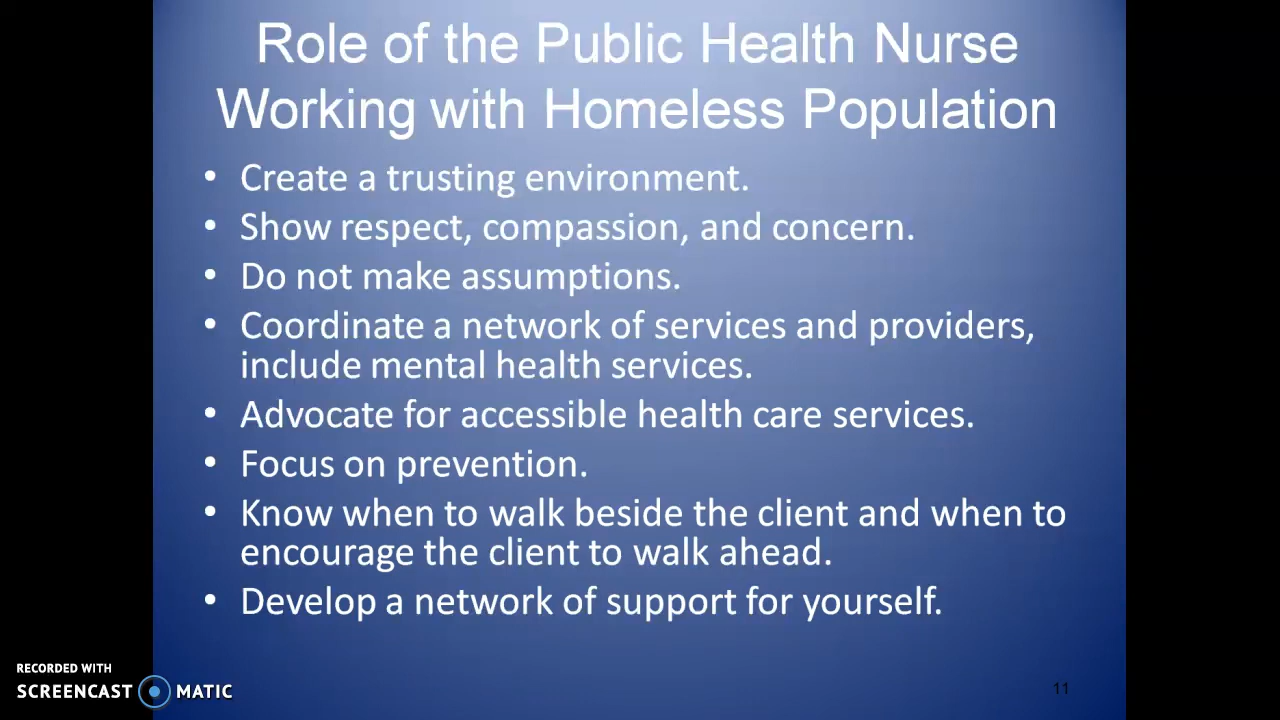 Role of the Public Health Nurse
Working with Homeless Population
• Create a trusting environment.
• Show respect, compassion, and concern.
• Do not make assumptions.
• Coordinate a network of services and providers,
include mental health services.
• Advocate for accessible health care services.
• Focus on prevention.
• Know when to walk beside the client and when to
encourage the client to walk ahead.
• Develop a network of support for yourself.
RECORDED WITH
SCREENCAST MATIC
11